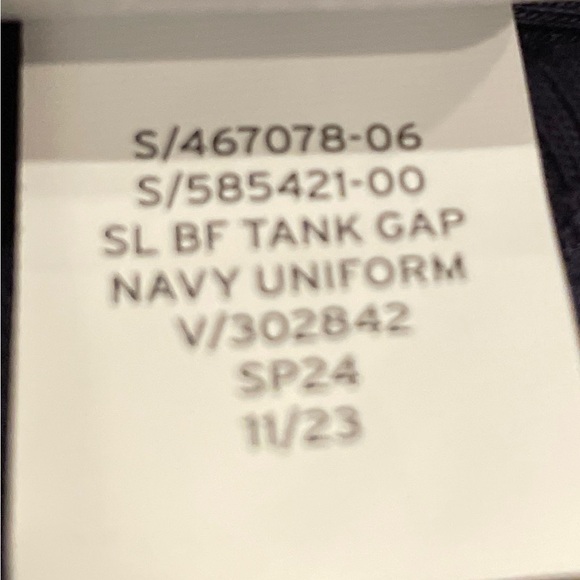 S/467078-06
S/585421-00
SL BF TANK GAP
NAVY UNIFORM
V/302842
SP24
11/23